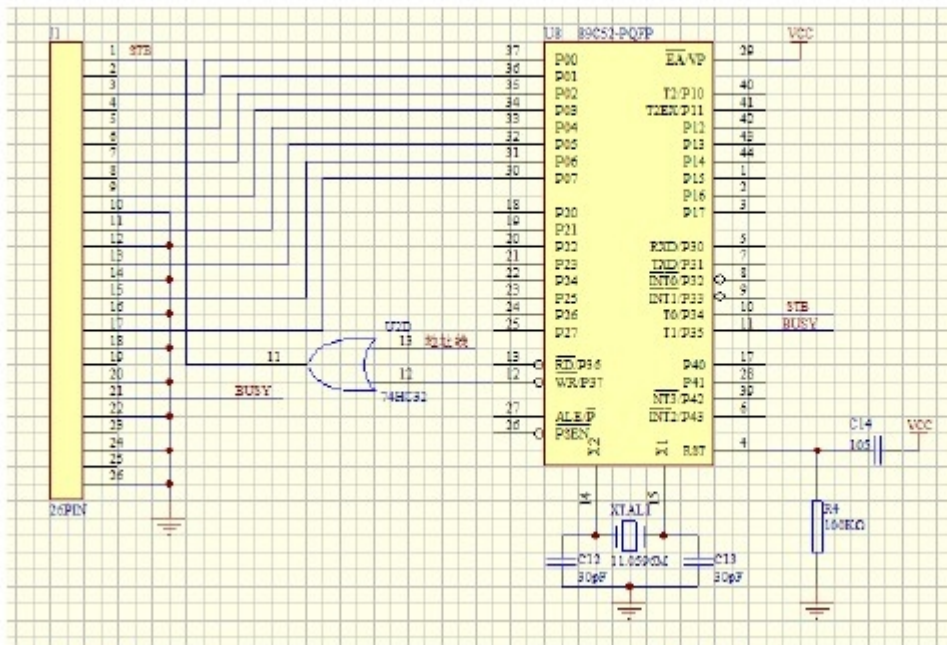 J1
1 STB
2
3
4
5
6
7
8
9
10
11
12
13
14
15
16
17
18
19
20
21 BUSY
22
23
24
25
26
26PIN
U2D
11
13 地址线
12
74HC32
U8 89C52-PQFP
37 P00
36 P01
35 P02
34 P03
33 P04
32 P05
31 P06
30 P07
18 P20
19 P21
20 P22
21 P23
22 P24
23 P25
24 P26
25 P27
13 RD/P36
12 WR/P37
27 ALE/P
26 PSEN
EA/VP 29 VCC
T2/P10 40
T2EX/P11 41
P12 42
P13 43
P14 44
P15 1
P16 2
P17 3
RXD/P30 5
TXD/P31 7
INT0/P32 8
INT1/P33 9
T0/P34 10 STB
T1/P35 11 BUSY
P40 17
P41 28
INT3/P42 39
INT2/P43 6
RST 4
X2 X1
14 15
XTAL1
11.0596M
C12
30pF
C13
30pF
C14
105
VCC
R4
100KΩ